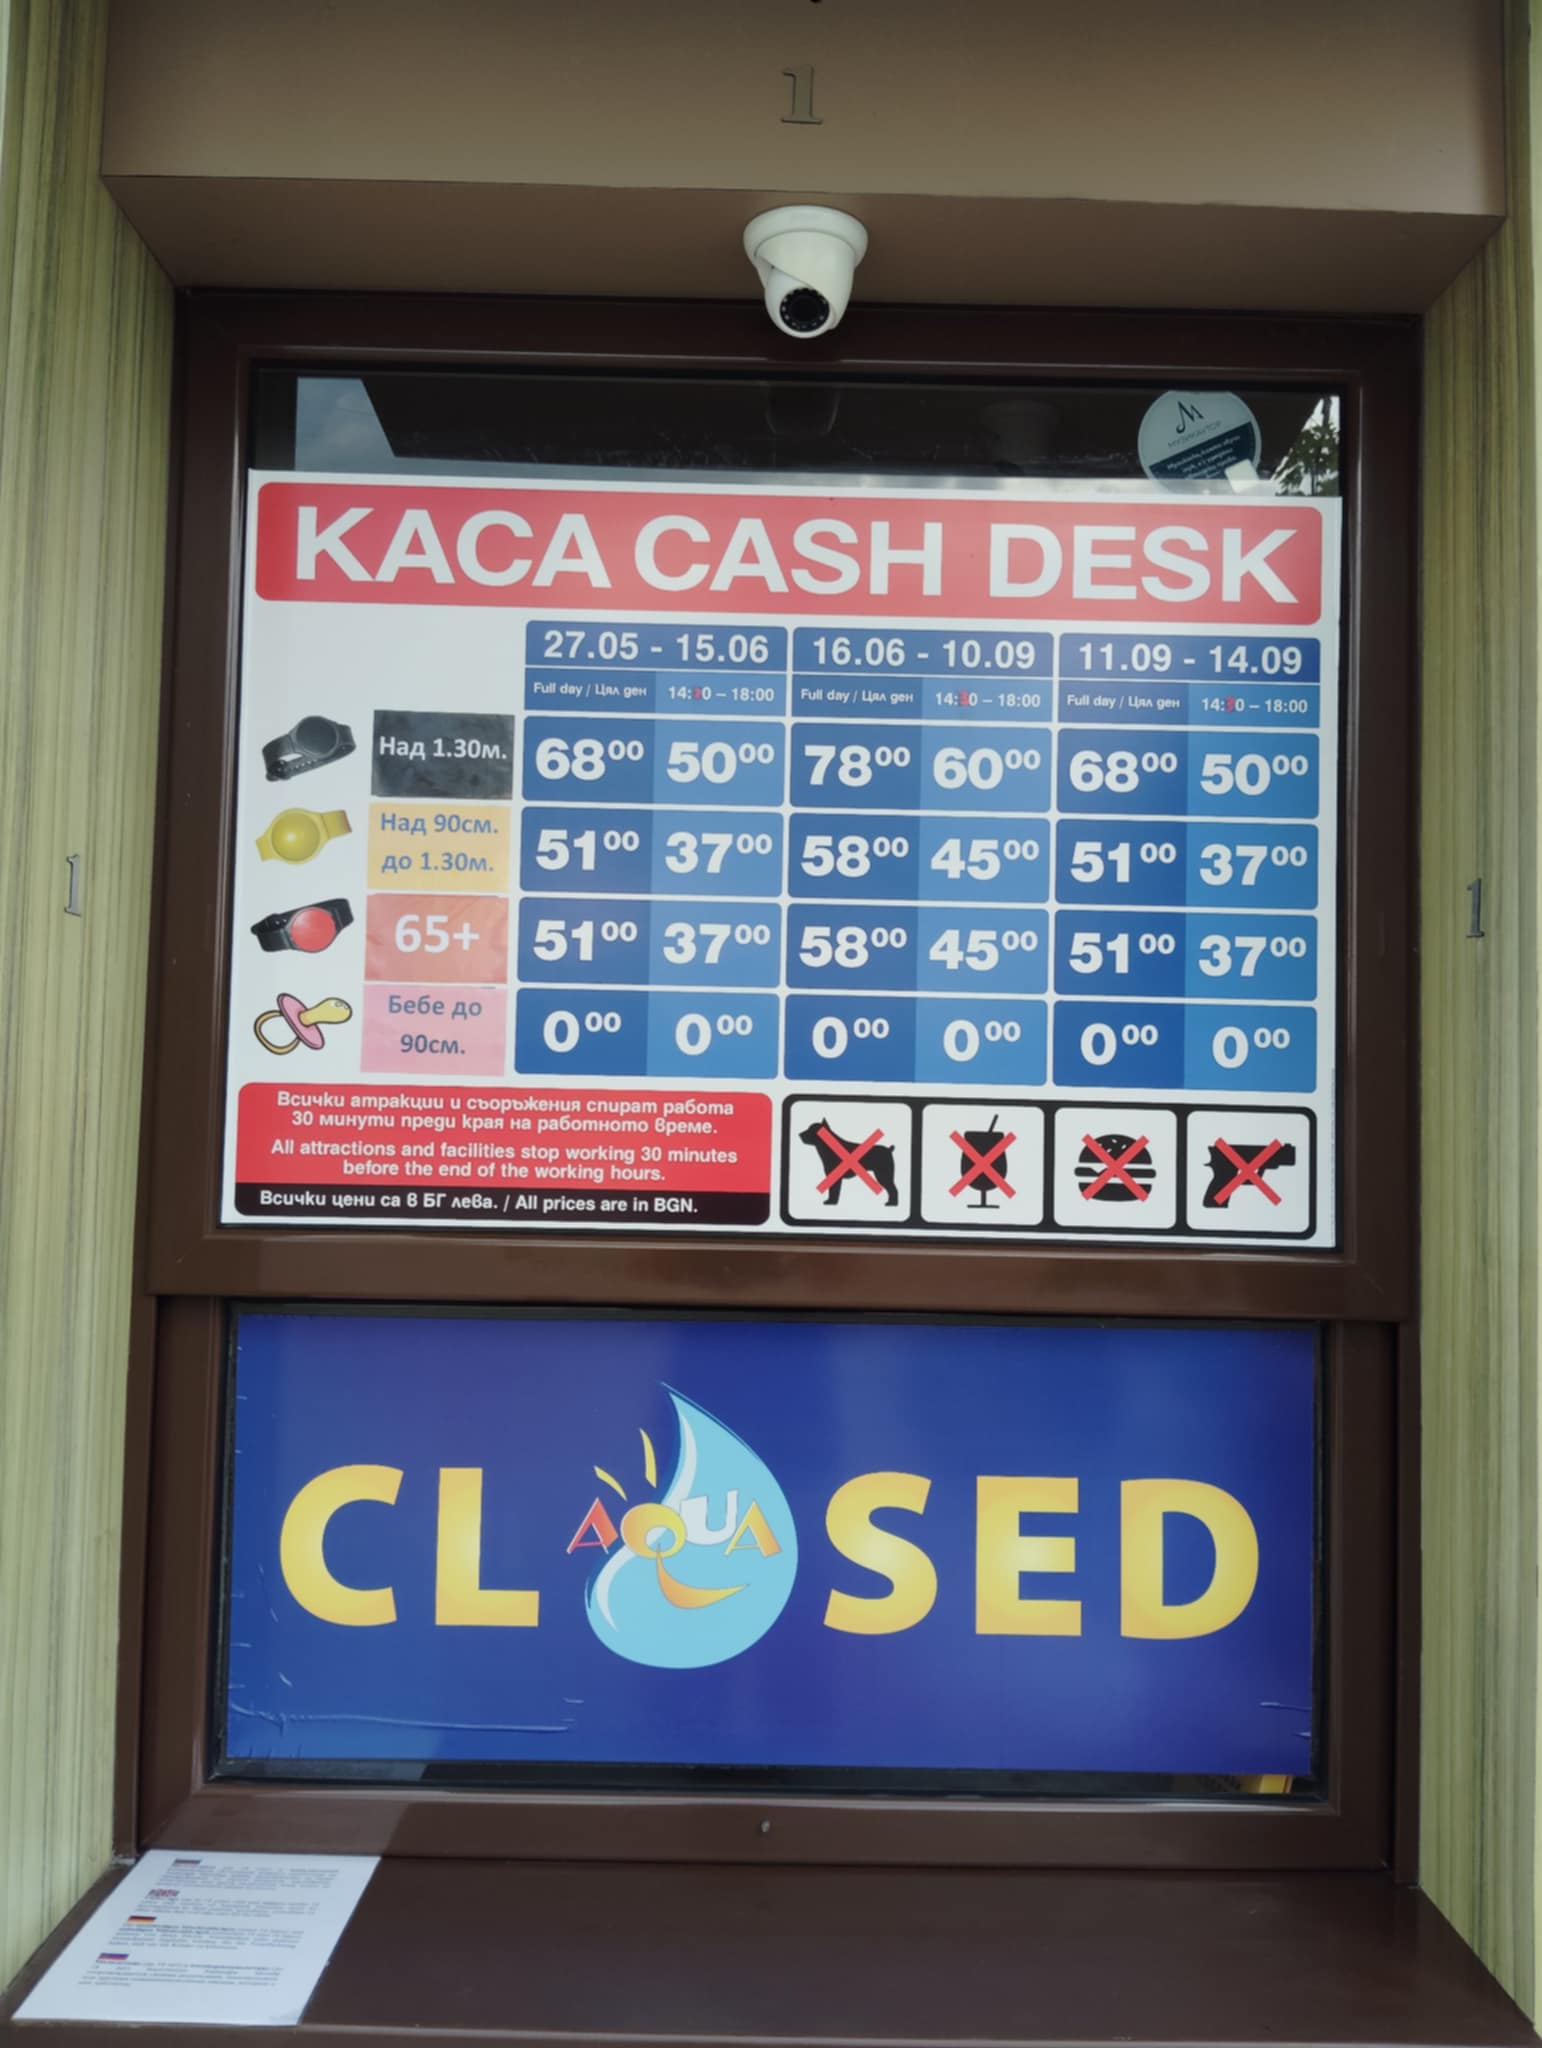 1
МУЗИКАУТОР
КАСА CASH DESK
27.05 - 15.06 16.06 - 10.09 11.09 - 14.09
Full day / Цял ден 14:30 – 18:00 Full day / Цял ден 14:30 – 18:00 Full day / Цял ден 14:30 – 18:00
Над 1.30м. 68⁰⁰ 50⁰⁰ 78⁰⁰ 60⁰⁰ 68⁰⁰ 50⁰⁰
Над 90см.
до 1.30м. 51⁰⁰ 37⁰⁰ 58⁰⁰ 45⁰⁰ 51⁰⁰ 37⁰⁰
65+ 51⁰⁰ 37⁰⁰ 58⁰⁰ 45⁰⁰ 51⁰⁰ 37⁰⁰
Бебе до
90см. 0⁰⁰ 0⁰⁰ 0⁰⁰ 0⁰⁰ 0⁰⁰ 0⁰⁰
1
1
Всички атракции и съоръжения спират работа
30 минути преди края на работното време.
All attractions and facilities stop working 30 minutes
before the end of the working hours.
Всички цени са в БГ лева. / All prices are in BGN.
CLOSED
AQUA